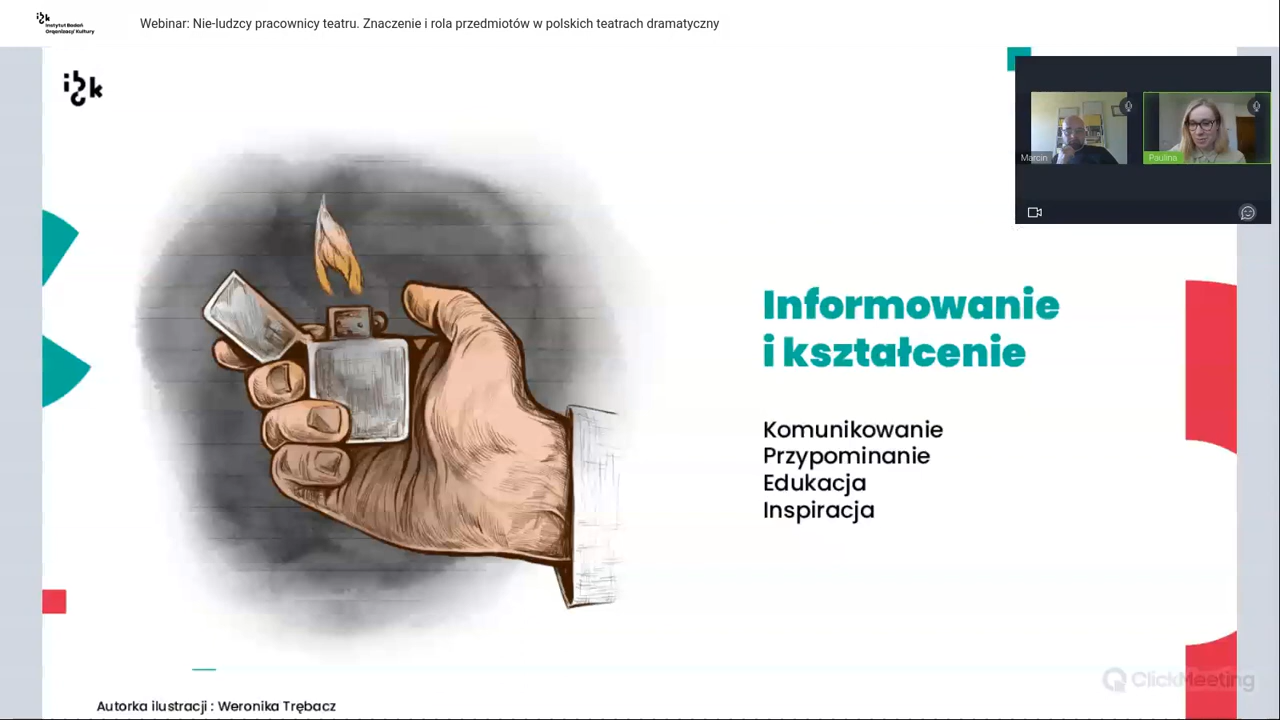 Instytut Badań
Organizacji Kultury
Webinar: Nie-ludzcy pracownicy teatru. Znaczenie i rola przedmiotów w polskich teatrach dramatyczny
ibk
Marcin
Paulina
Informowanie
i kształcenie
Komunikowanie
Przypominanie
Edukacja
Inspiracja
ClickMeeting
Autorka ilustracji : Weronika Trębacz